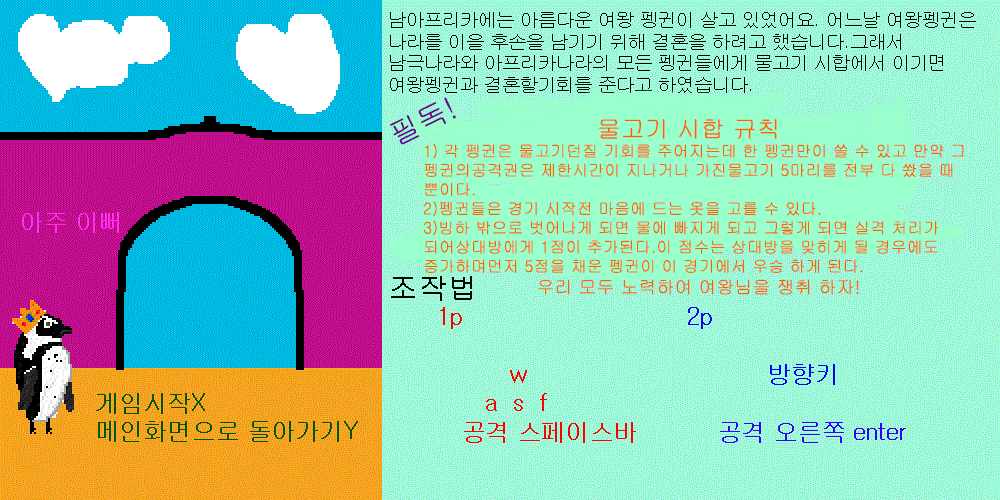 남아프리카에는 아름다운 여왕 펭귄이 살고 있었어요. 어느날 여왕펭귄은
나라를 이을 후손을 남기기 위해 결혼을 하려고 했습니다.그래서
남극나라와 아프리카나라의 모든 펭귄들에게 물고기 시합에서 이기면
여왕펭귄과 결혼할기회를 준다고 하였습니다.
필독!
물고기 시합 규칙
1) 각 펭귄은 물고기던질 기회를 주어지는데 한 펭귄만이 쏠 수 있고 만약 그
펭귄의공격권은 제한시간이 지나거나 가진물고기 5마리를 전부 다 쐈을 때
뿐이다.
2)펭귄들은 경기 시작전 마음에 드는 옷을 고를 수 있다.
3)빙하 밖으로 벗어나게 되면 물에 빠지게 되고 그렇게 되면 실격 처리가
되어상대방에게 1점이 추가된다.이 점수는 상대방을 맞히게 될 경우에도
증가하며먼저 5점을 채운 펭귄이 이 경기에서 우승 하게 된다.
우리 모두 노력하여 여왕님을 쟁취 하자!
아주 이뻐
조작법
1p
2p
w
방향키
a s f
공격 스페이스바
공격 오른쪽 enter
게임시작X
메인화면으로 돌아가기Y